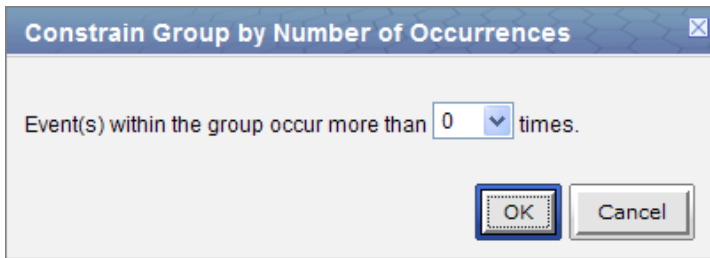 Constrain Group by Number of Occurrences
Event(s) within the group occur more than 0 times.
OK Cancel